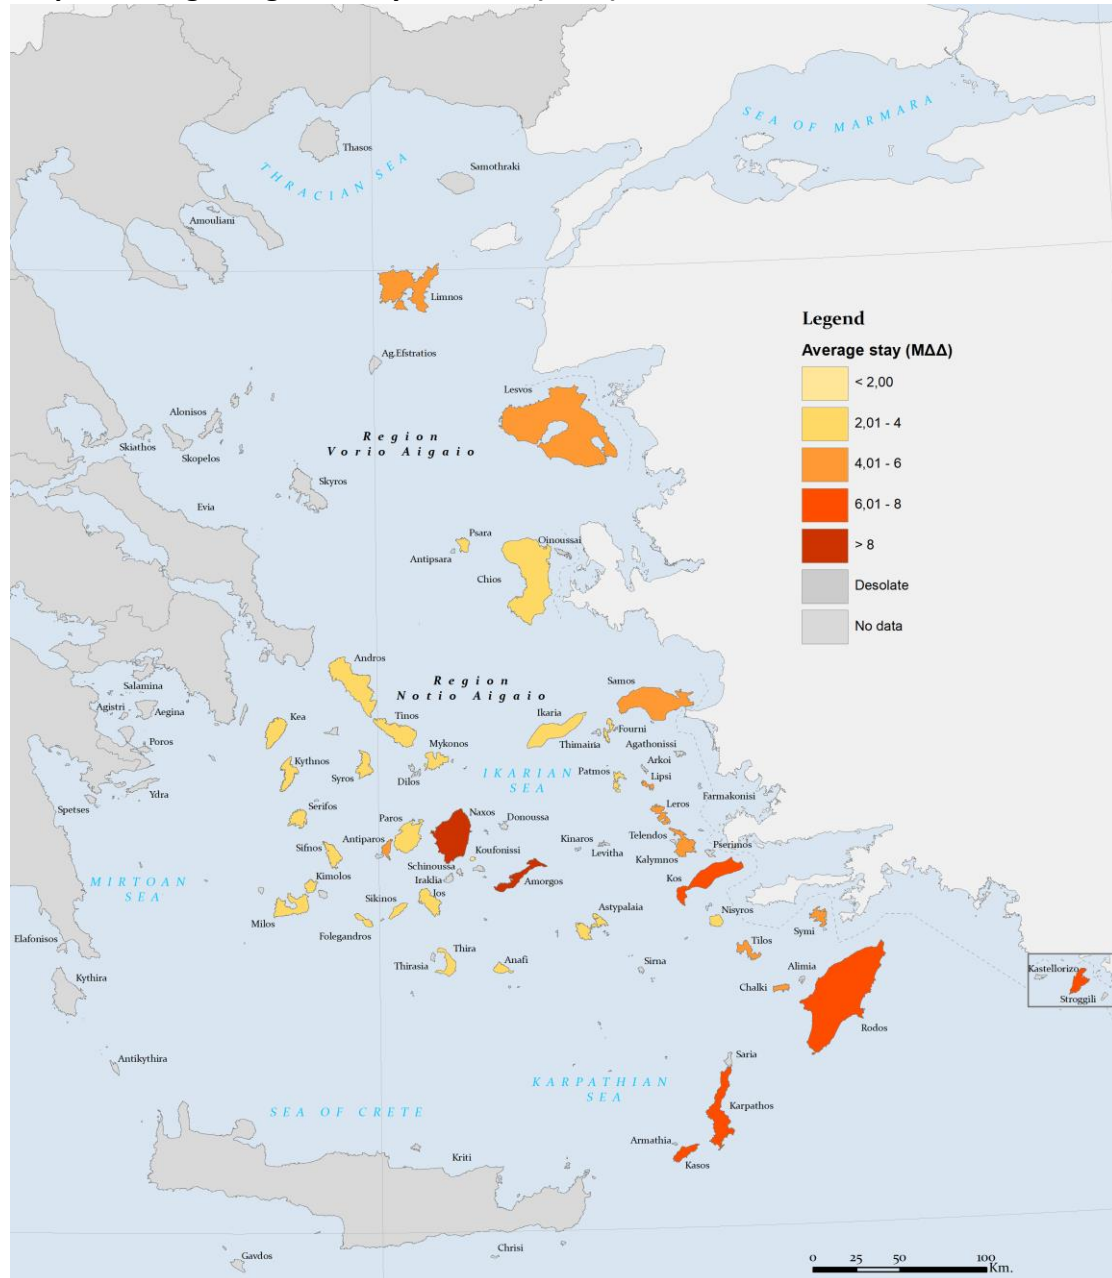 SEA OF MARMARA
THRACIAN SEA
Thasos
Samothraki
Amouliani
Limnos
Ag.Efstratios
Legend
Average stay (ΜΔΔ)
< 2,00
2,01 - 4
4,01 - 6
6,01 - 8
> 8
Desolate
No data
Lesvos
Alonisos
Skiathos
Skopelos
Region
Vorio Aigaio
Skyros
Evia
Psara
Antipsara
Oinoussai
Chios
Andros
Region
Notio Aigaio
Samos
Salamina
Agistri
Aegina
Poros
Ydra
Spetses
Kea
Tinos
Mykonos
Kythnos
Syros
Dilos
Ikaria
Thimairia
Fourni
Agathonissi
Arkoi
Patmos
Lipsi
Farmakonisi
IKARIAN
SEA
Serifos
Paros
Naxos
Donoussa
Leros
Antiparos
Koufonissi
Kinaros
Levitha
Telendos
Pserimos
Kalymnos
Sifnos
Schinoussa
Iraklia
Amorgos
Kos
MIRTOAN
SEA
Kimolos
Sikinos
Ios
Milos
Folegandros
Astypalaia
Nisyros
Symi
Tilos
Elafonisos
Kythira
Thira
Thirasia
Anafi
Sirna
Alimia
Chalki
Rodos
Kastellorizo
Stroggili
Antikythira
Saria
KARPATHIAN
SEA
Karpathos
SEA OF CRETE
Armathia
Kasos
Kriti
Gavdos
Chrisi
0 25 50 100
Km.